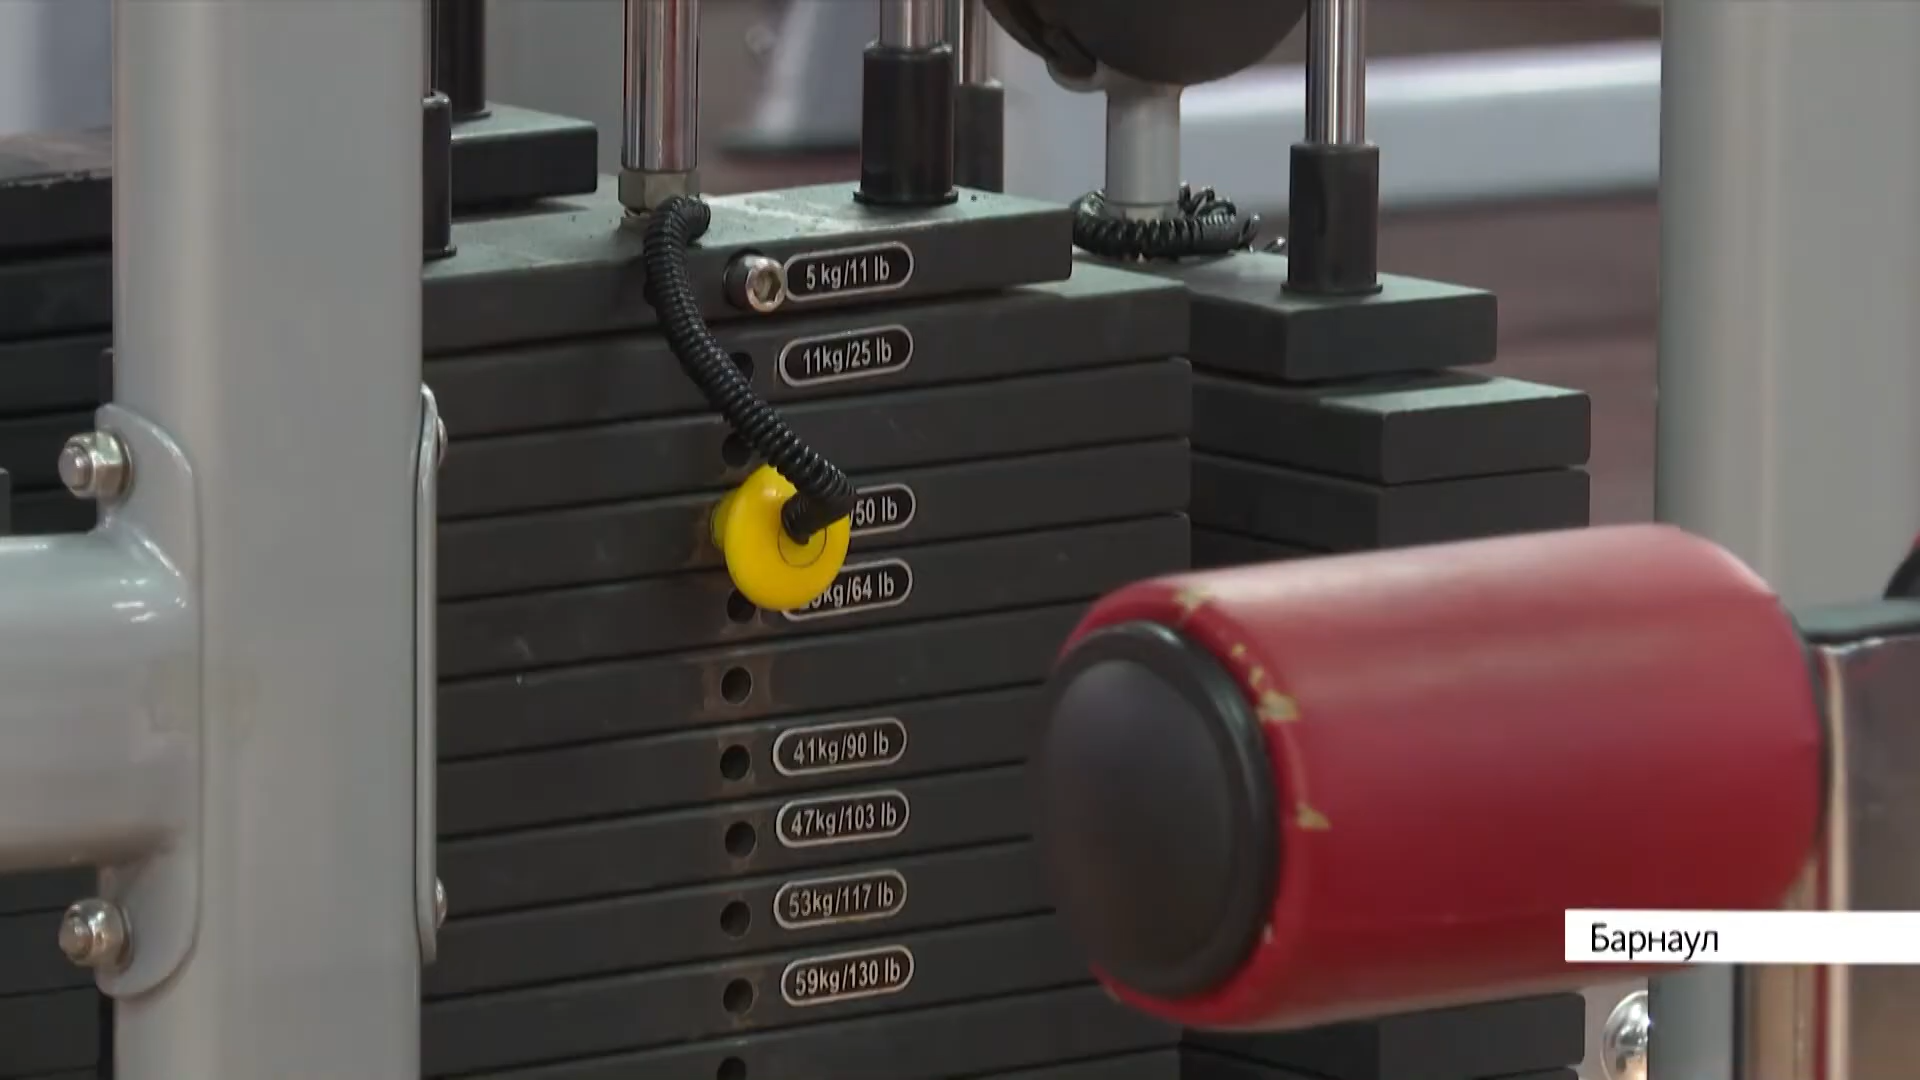 5 kg/11 lb
11kg/25 lb
/50 lb
kg/64 lb
41kg/90 lb
47kg/103 lb
53kg/117 lb
59kg/130 lb
Барнаул